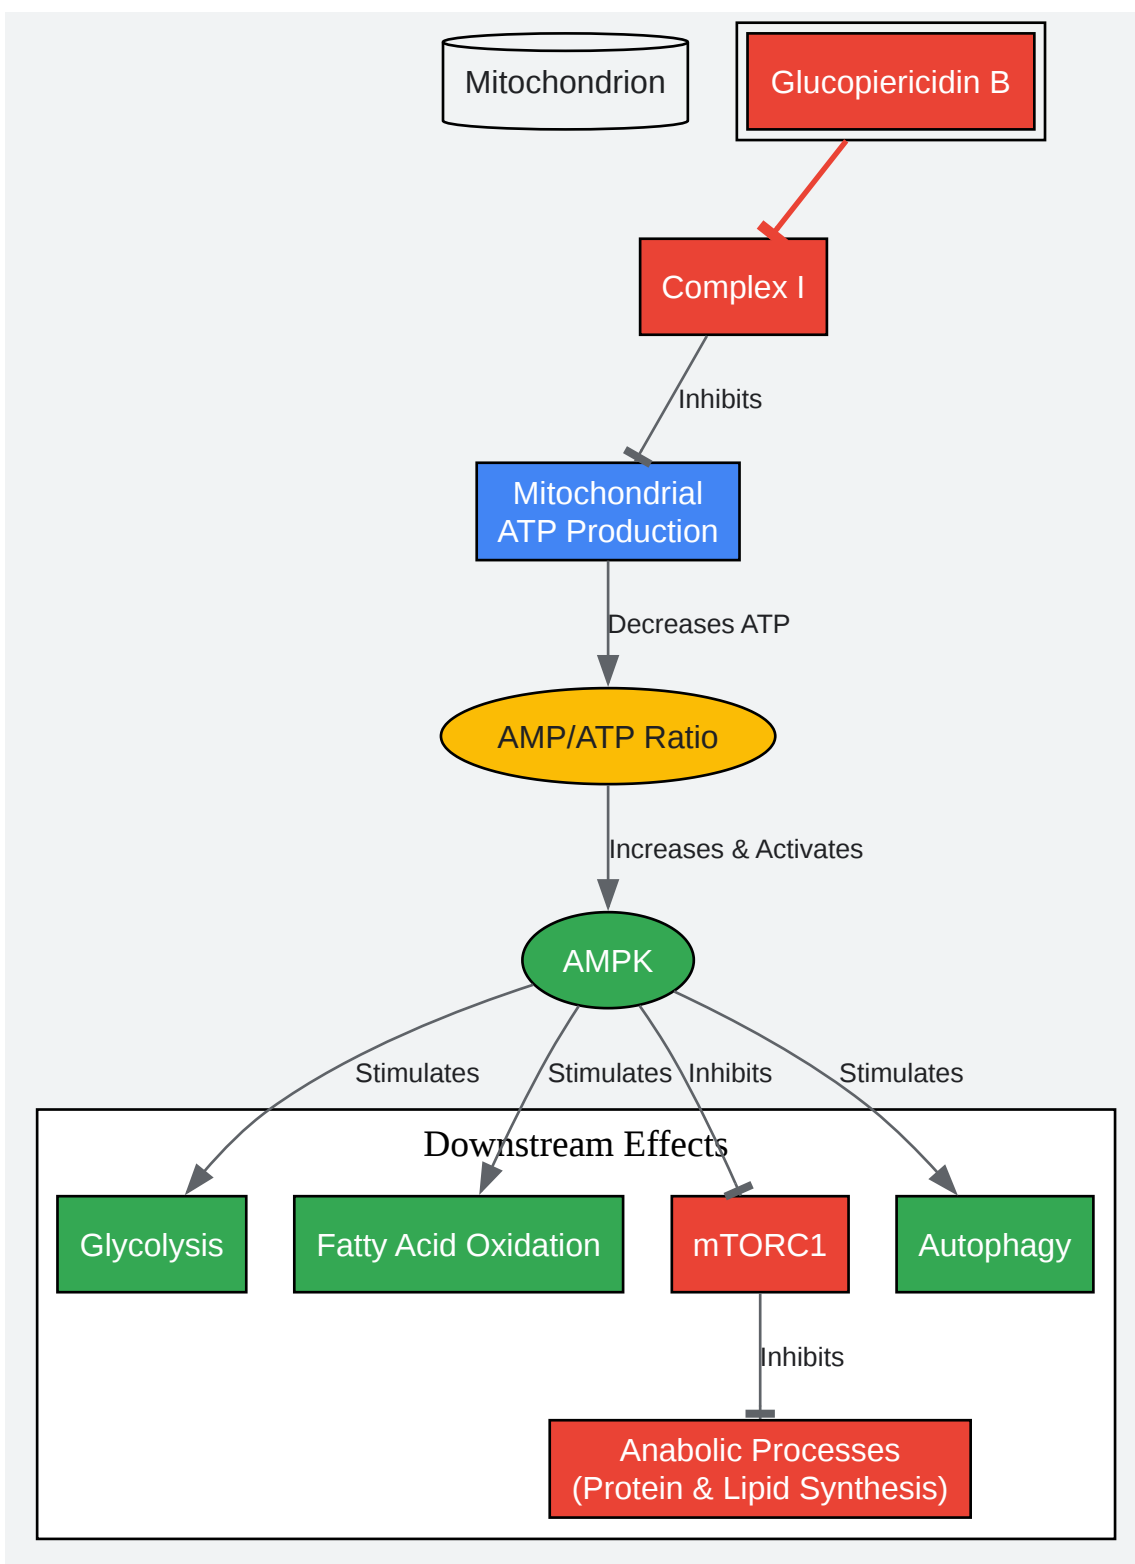 Mitochondrion
Glucopiericidin B
Complex I
Inhibits
Mitochondrial
ATP Production
Decreases ATP
AMP/ATP Ratio
Increases & Activates
AMPK
Stimulates
Stimulates
Inhibits
Stimulates
Downstream Effects
Glycolysis
Fatty Acid Oxidation
mTORC1
Autophagy
Inhibits
Anabolic Processes
(Protein & Lipid Synthesis)